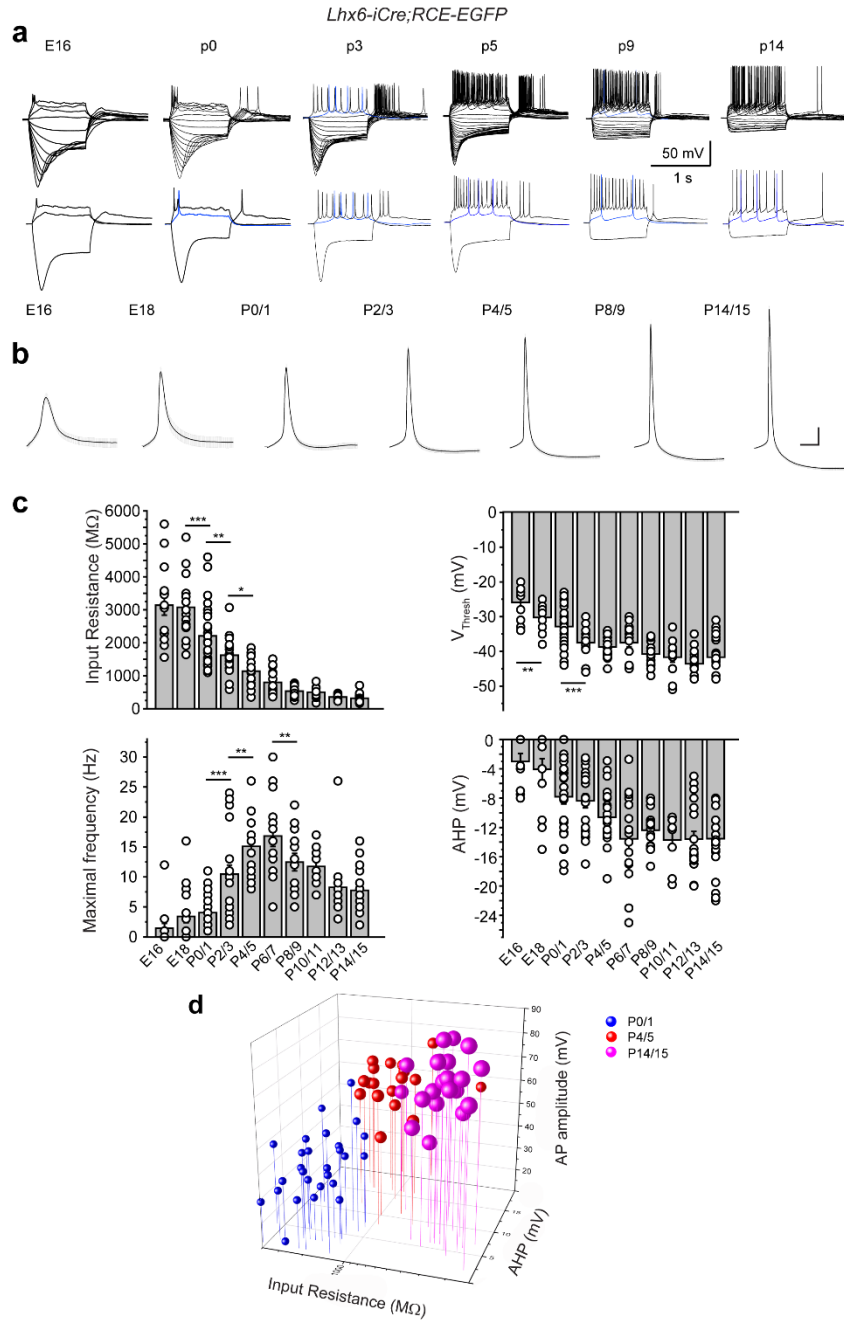 Lhx6-iCre;RCE-EGFP
a
E16 p0 p3 p5 p9 p14
50 mV
1 s
E16 E18 P0/1 P2/3 P4/5 P8/9 P14/15
b
c
Input Resistance (MΩ)
6000
5000
4000
3000
2000
1000
0
***
**
*
V Thresh (mV)
0
-10
-20
-30
-40
-50
**
***
Maximal frequency (Hz)
30
25
20
15
10
5
0
***
**
**
E16 E18 P0/1 P2/3 P4/5 P6/7 P8/9 P10/11 P12/13 P14/15
AHP (mV)
0
-4
-8
-12
-16
-20
-24
E16 E18 P0/1 P2/3 P4/5 P6/7 P8/9 P10/11 P12/13 P14/15
d
P0/1
P4/5
P14/15
AP amplitude (mV)
90
80
70
60
50
40
30
20
AHP (mV)
15
10
5
Input Resistance (MΩ)
1000